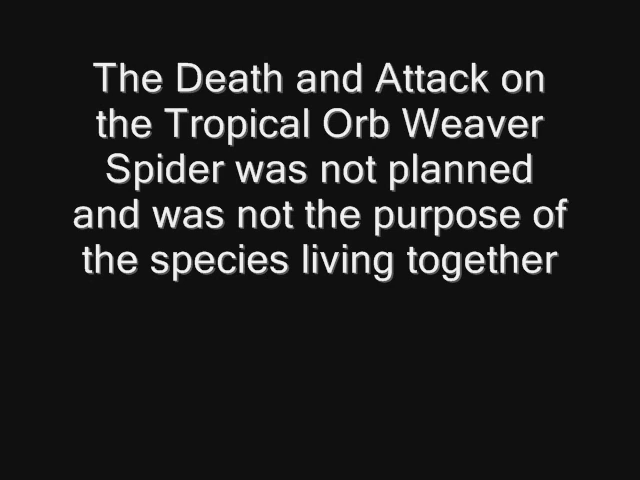 The Death and Attack on
the Tropical Orb Weaver
Spider was not planned
and was not the purpose of
the species living together